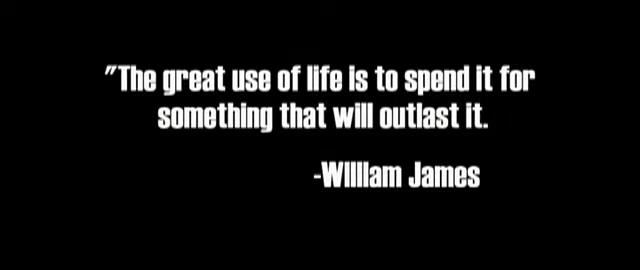 "The great use of life is to spend it for
something that will outlast it.
-William James